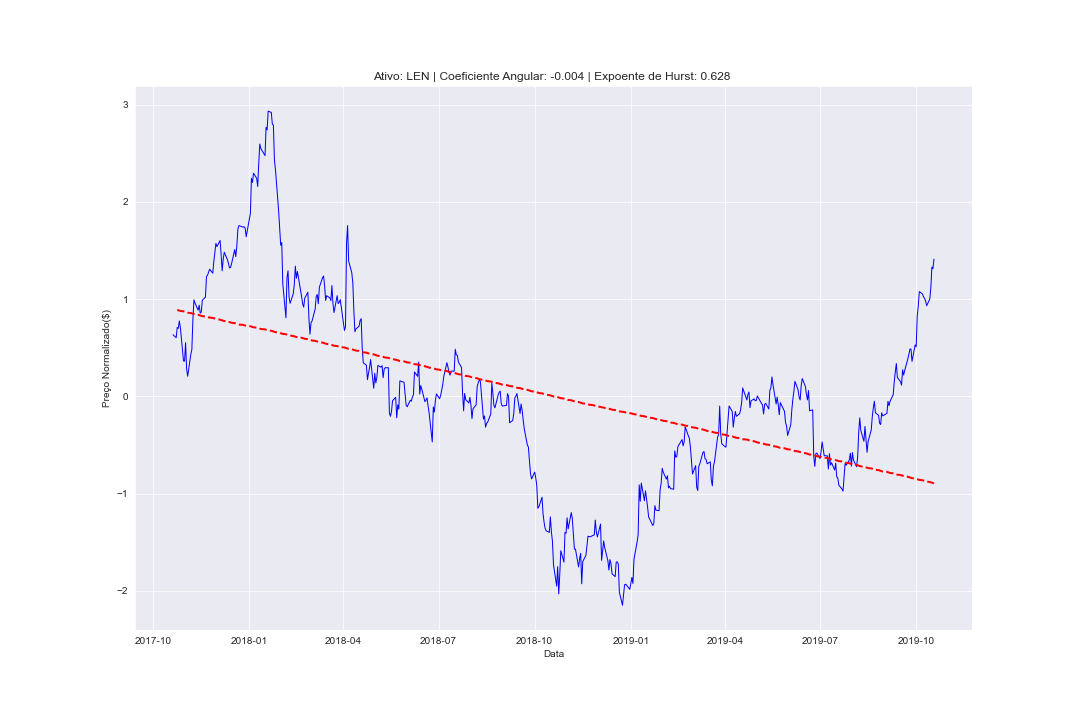 Ativo: LEN | Coeficiente Angular: -0.004 | Expoente de Hurst: 0.628
3
2
1
0
−1
−2
Preço Normalizado($)
2017-10 2018-01 2018-04 2018-07 2018-10 2019-01 2019-04 2019-07 2019-10
Data